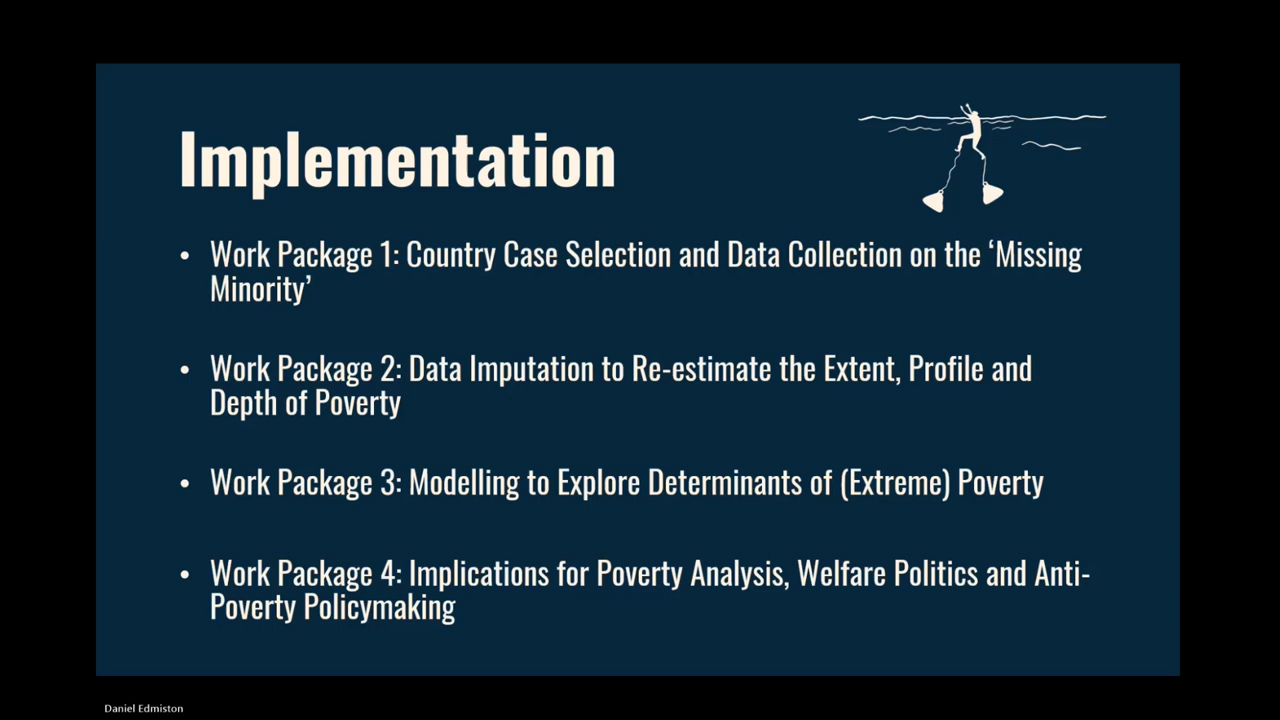 Implementation
• Work Package 1: Country Case Selection and Data Collection on the ‘Missing
Minority’
• Work Package 2: Data Imputation to Re-estimate the Extent, Profile and
Depth of Poverty
• Work Package 3: Modelling to Explore Determinants of (Extreme) Poverty
• Work Package 4: Implications for Poverty Analysis, Welfare Politics and Anti-
Poverty Policymaking
Daniel Edmiston